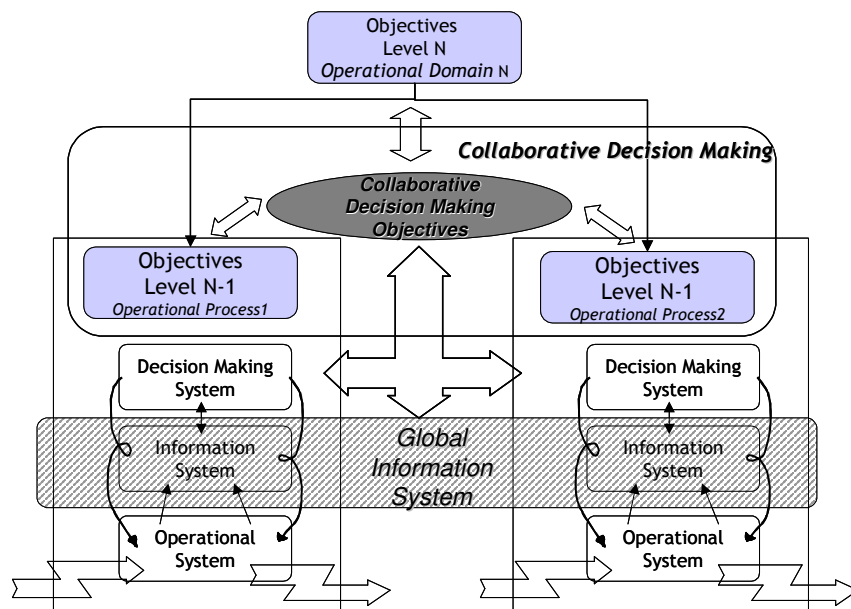 Objectives
Level N
Operational Domain N
Collaborative Decision Making
Collaborative
Decision Making
Objectives
Objectives
Level N-1
Operational Process1
Objectives
Level N-1
Operational Process2
Decision Making
System
Decision Making
System
Information
System
Global
Information
System
Information
System
Operational
System
Operational
System